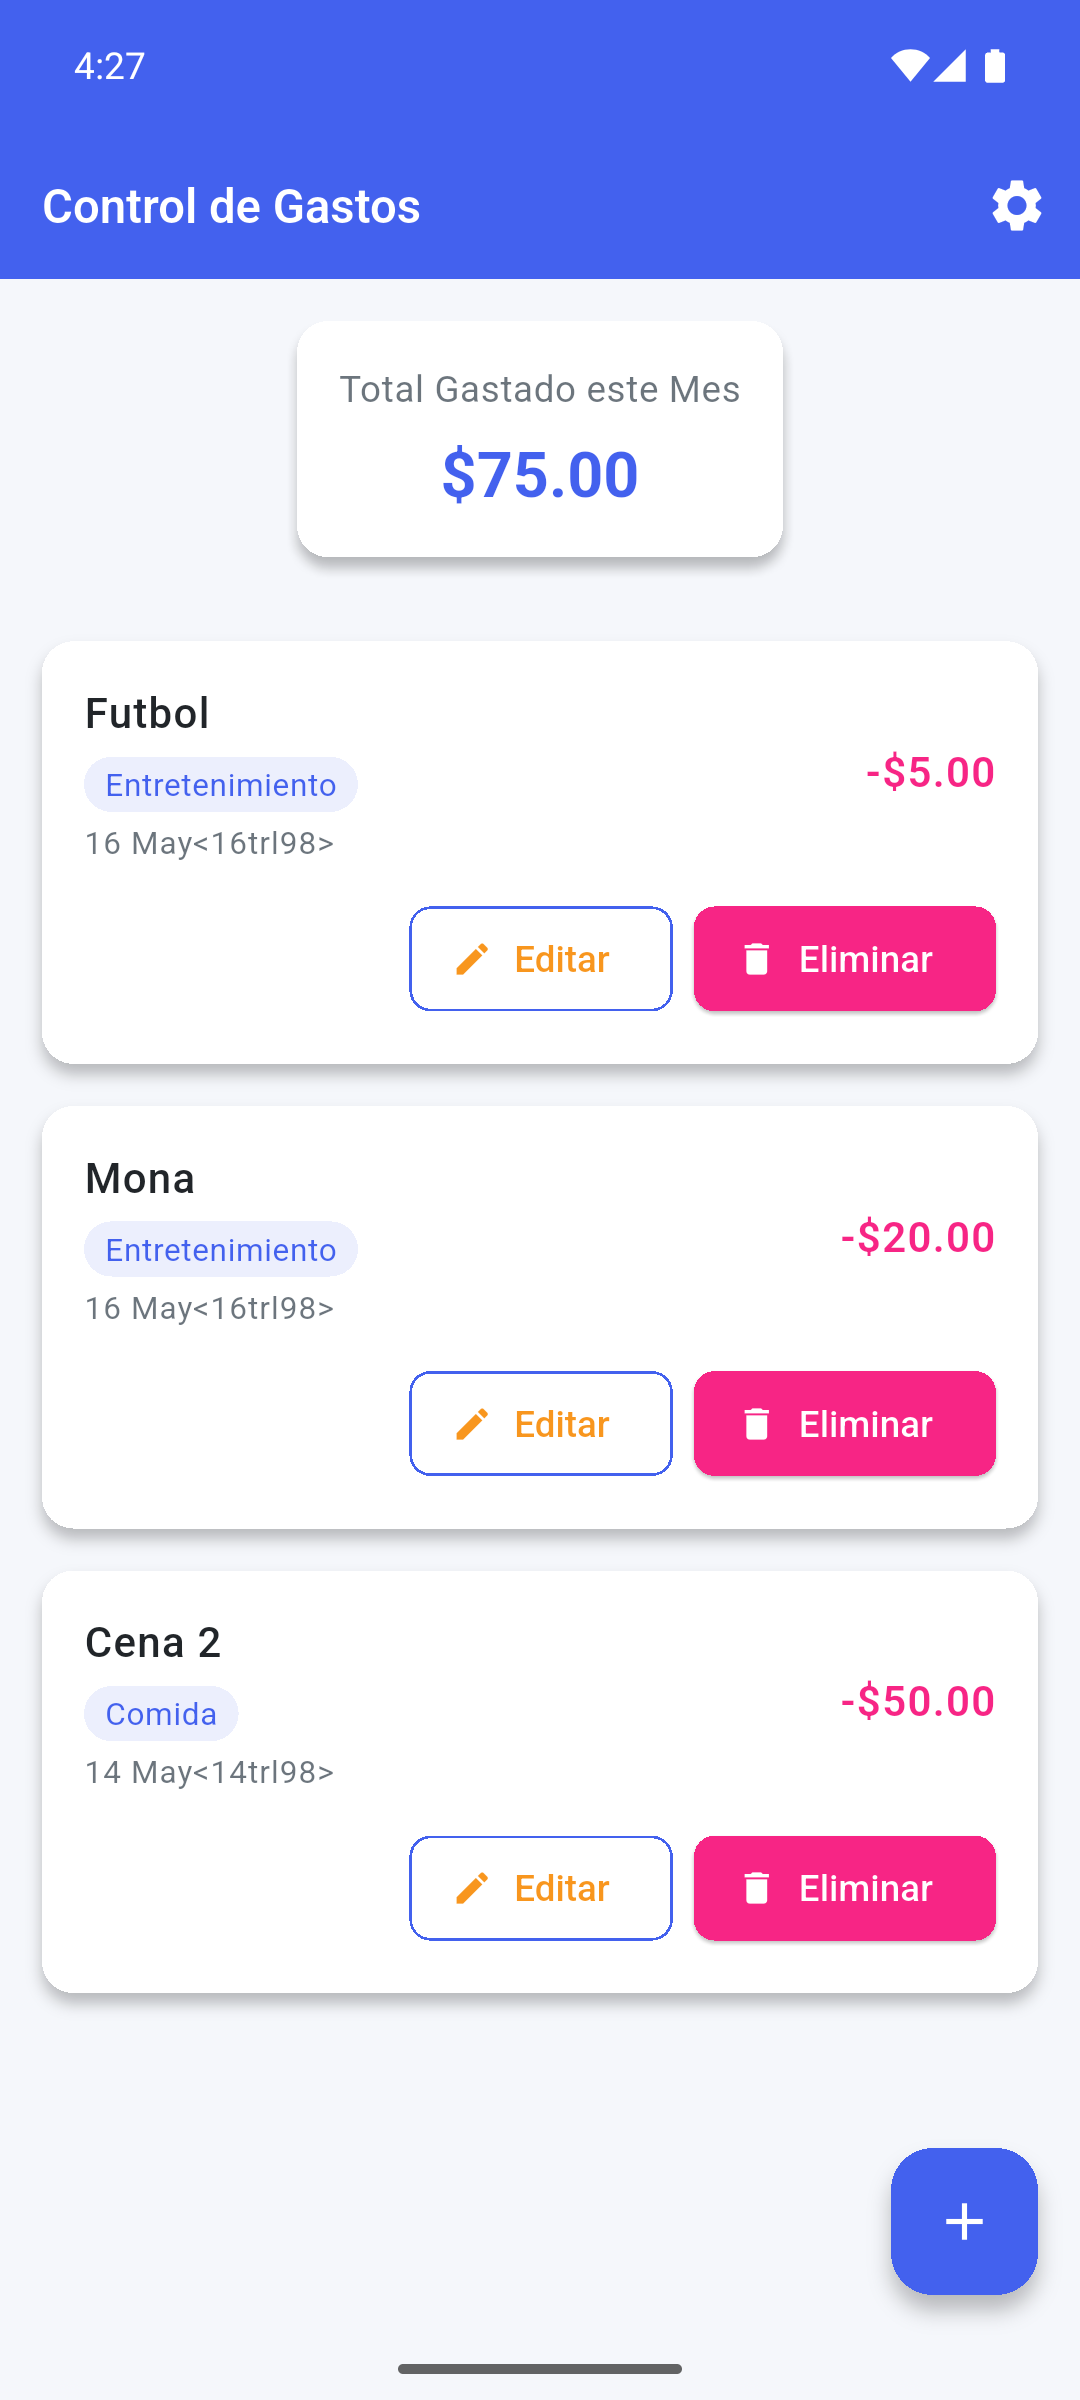 4:27
Control de Gastos
Total Gastado este Mes
$75.00
Futbol
Entretenimiento
-$5.00
16 May<16trl98>
Editar
Eliminar
Mona
Entretenimiento
-$20.00
16 May<16trl98>
Editar
Eliminar
Cena 2
Comida
-$50.00
14 May<14trl98>
Editar
Eliminar